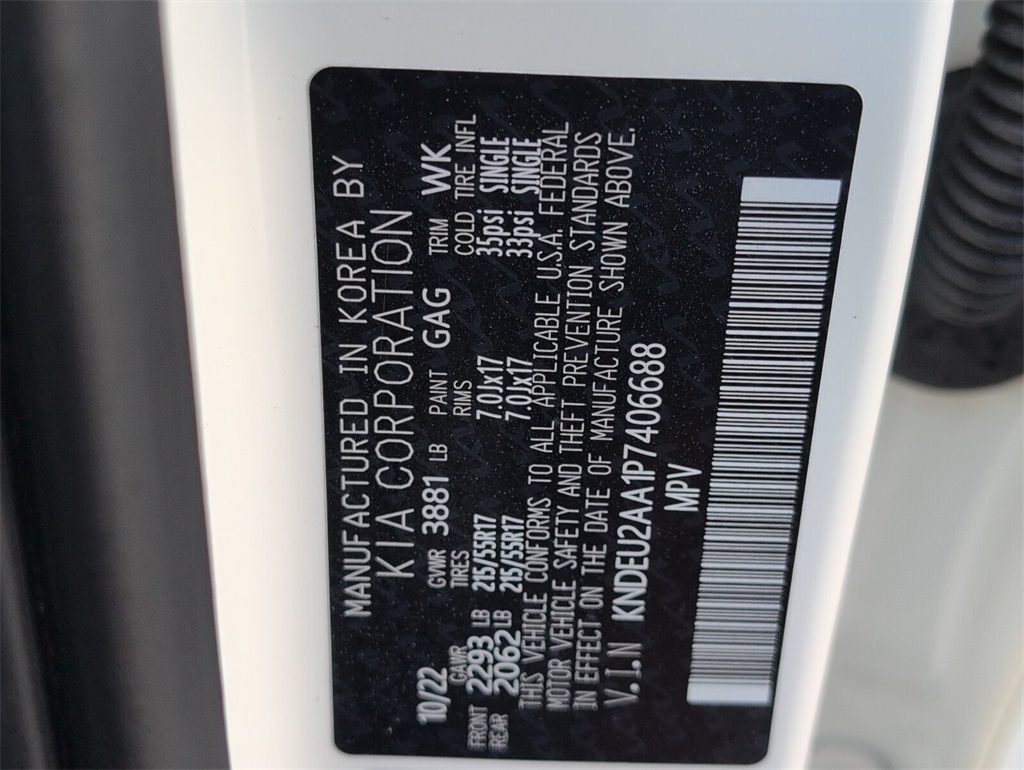 MANUFACTURED IN KOREA BY
KIA CORPORATION
10/22 GVWR 3881 LB PAINT GAG TRIM WK
GAWR TIRES RIMS COLD TIRE INFL
FRONT 2293 LB 215/55R17 7.0Jx17 35psi SINGLE
REAR 2062 LB 215/55R17 7.0Jx17 33psi SINGLE
THIS VEHICLE CONFORMS TO ALL APPLICABLE U.S.A. FEDERAL
MOTOR VEHICLE SAFETY AND THEFT PREVENTION STANDARDS
IN EFFECT ON THE DATE OF MANUFACTURE SHOWN ABOVE.
V.I.N KNDEU2AA1P7406688
MPV